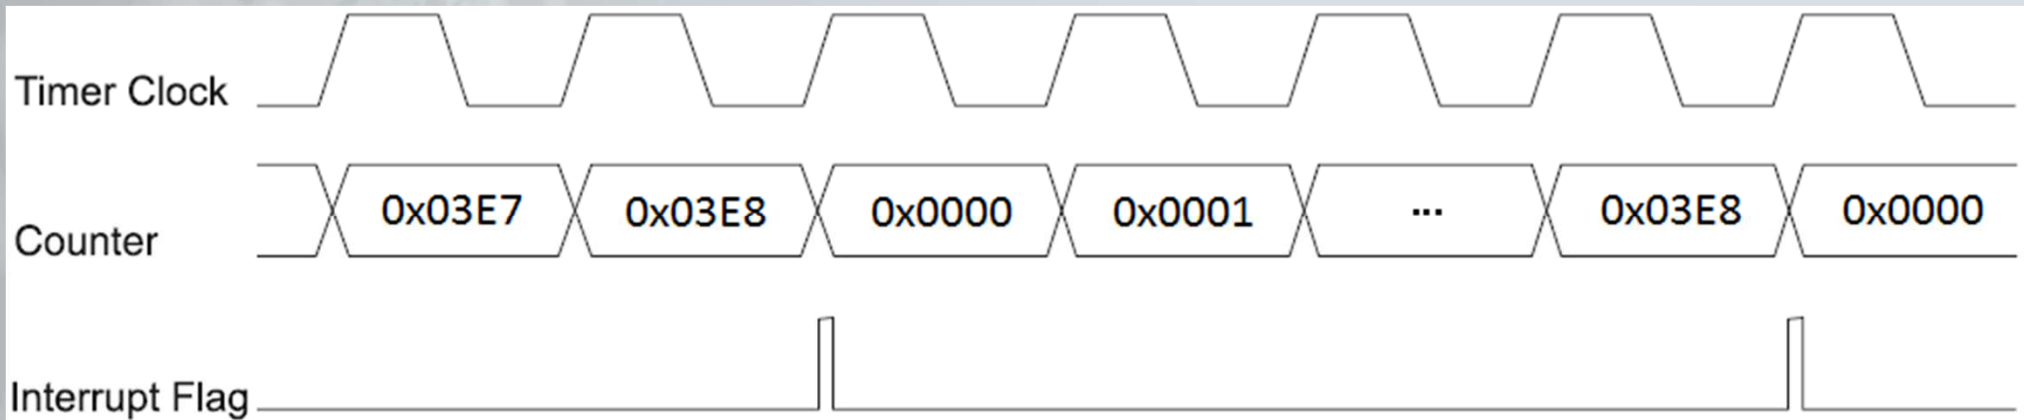 Timer Clock
Counter
0x03E7
0x03E8
0x0000
0x0001
...
0x03E8
0x0000
Interrupt Flag